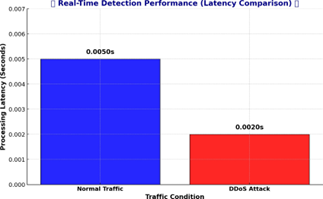 Real-Time Detection Performance (Latency Comparison)
0.007
0.006
0.005
0.004
0.003
0.002
0.001
0.000
Processing Latency (Seconds)
0.0050s
0.0020s
Normal Traffic
DDoS Attack
Traffic Condition